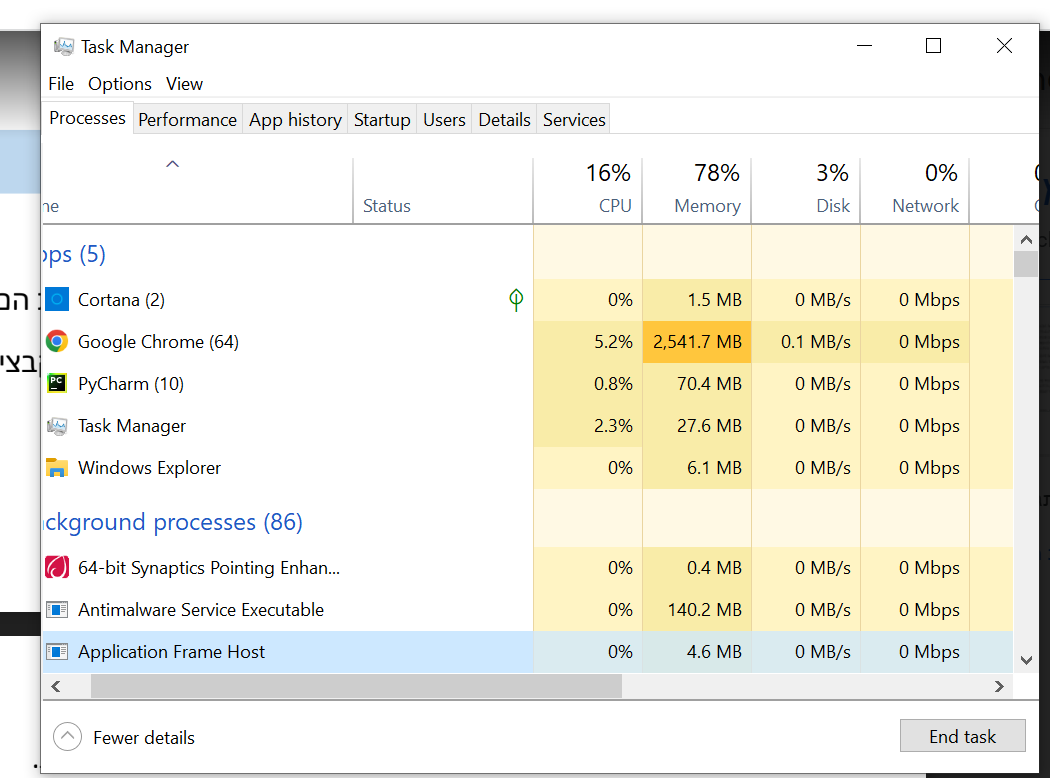 Task Manager
File Options View
Processes Performance App history Startup Users Details Services
16% 78% 3% 0%
Status CPU Memory Disk Network
(5)
Cortana (2) 0% 1.5 MB 0 MB/s 0 Mbps
Google Chrome (64) 5.2% 2,541.7 MB 0.1 MB/s 0 Mbps
PC PyCharm (10) 0.8% 70.4 MB 0 MB/s 0 Mbps
Task Manager 2.3% 27.6 MB 0 MB/s 0 Mbps
Windows Explorer 0% 6.1 MB 0 MB/s 0 Mbps
ckground processes (86)
64-bit Synaptics Pointing Enhan... 0% 0.4 MB 0 MB/s 0 Mbps
Antimalware Service Executable 0% 140.2 MB 0 MB/s 0 Mbps
Application Frame Host 0% 4.6 MB 0 MB/s 0 Mbps
Fewer details End task